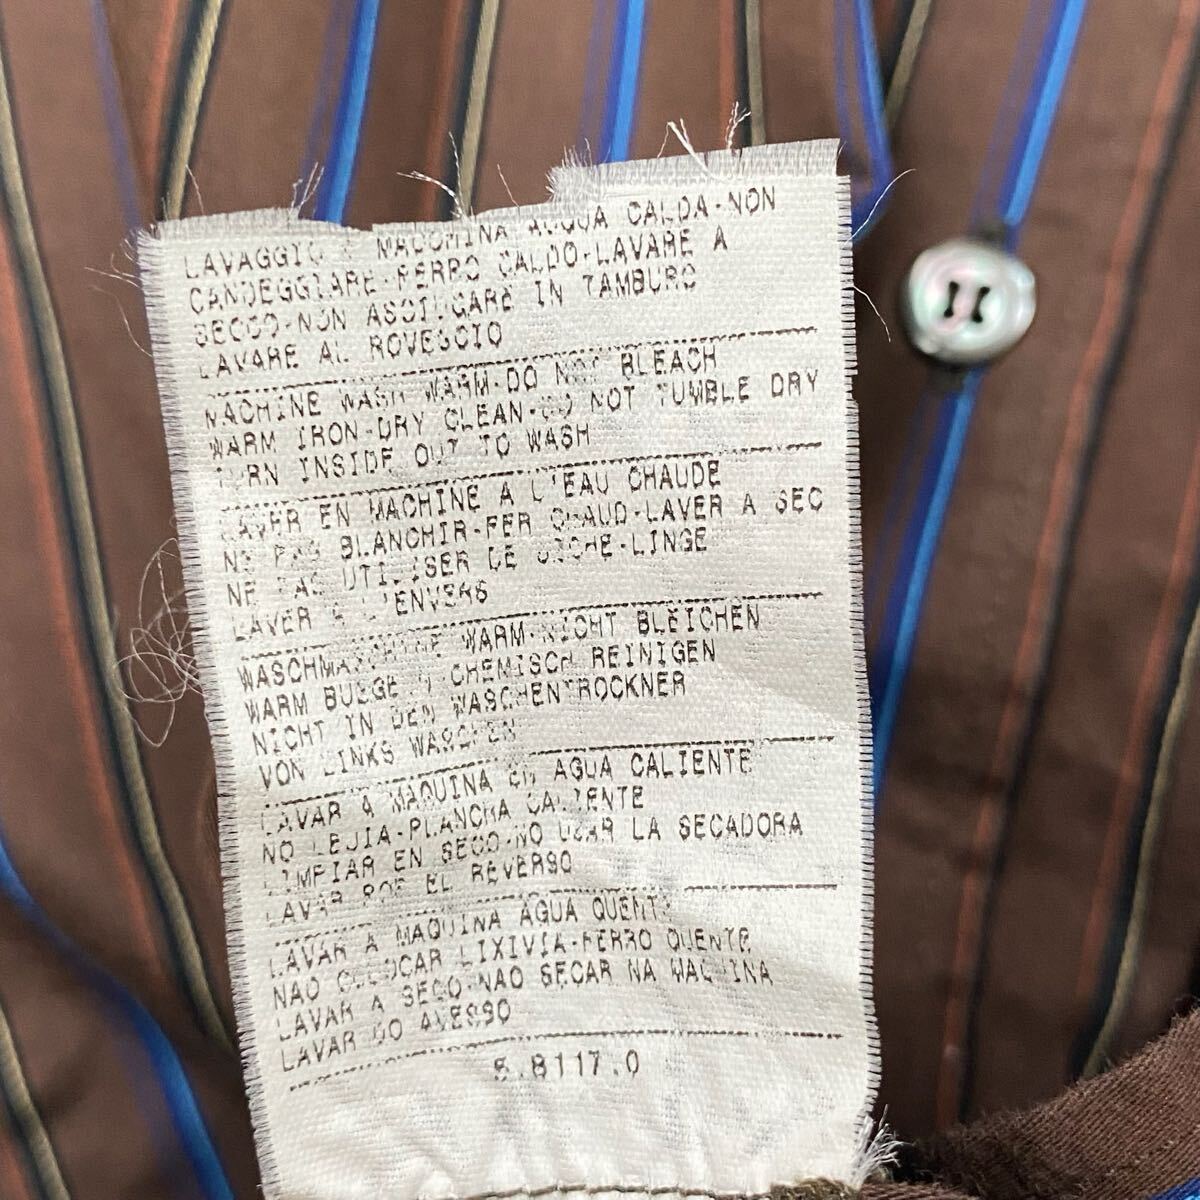 LAVAGGIO A MACCHINA ACQUA CALDA-NON
CANDEGGIARE-FERRO CALDO-LAVARE A
SECCO-NON ASCIUGARE IN TAMBURO
LAVARE AL ROVESCIO
MACHINE WASH WARM-DO NOT BLEACH
WARM IRON-DRY CLEAN-DO NOT TUMBLE DRY
TURN INSIDE OUT TO WASH
LAVER EN MACHINE A L'EAU CHAUDE
NE PAS BLANCHIR-FER CHAUD-LAVER A SEC
NE PAS UTILISER DE SECHE-LINGE
LAVER A L'ENVERS
WASCHMASCHINE WARM-NICHT BLEICHEN
WARM BUEGELN CHEMISCH REINIGEN
NICHT IN DEN WASCHENTROCKNER
VON LINKS WASCHEN
LAVAR A MAQUINA EN AGUA CALIENTE
NO LEJIA-PLANCHA CALIENTE
LIMPIAR EN SECO-NO USAR LA SECADORA
LAVAR POR EL REVERSO
LAVAR A MAQUINA AGUA QUENTE
NAO COLOCAR LIXIVIA-FERRO QUENTE
LAVAR A SECO-NAO SECAR NA MAQUINA
LAVAR DO AVESSO
8117.0